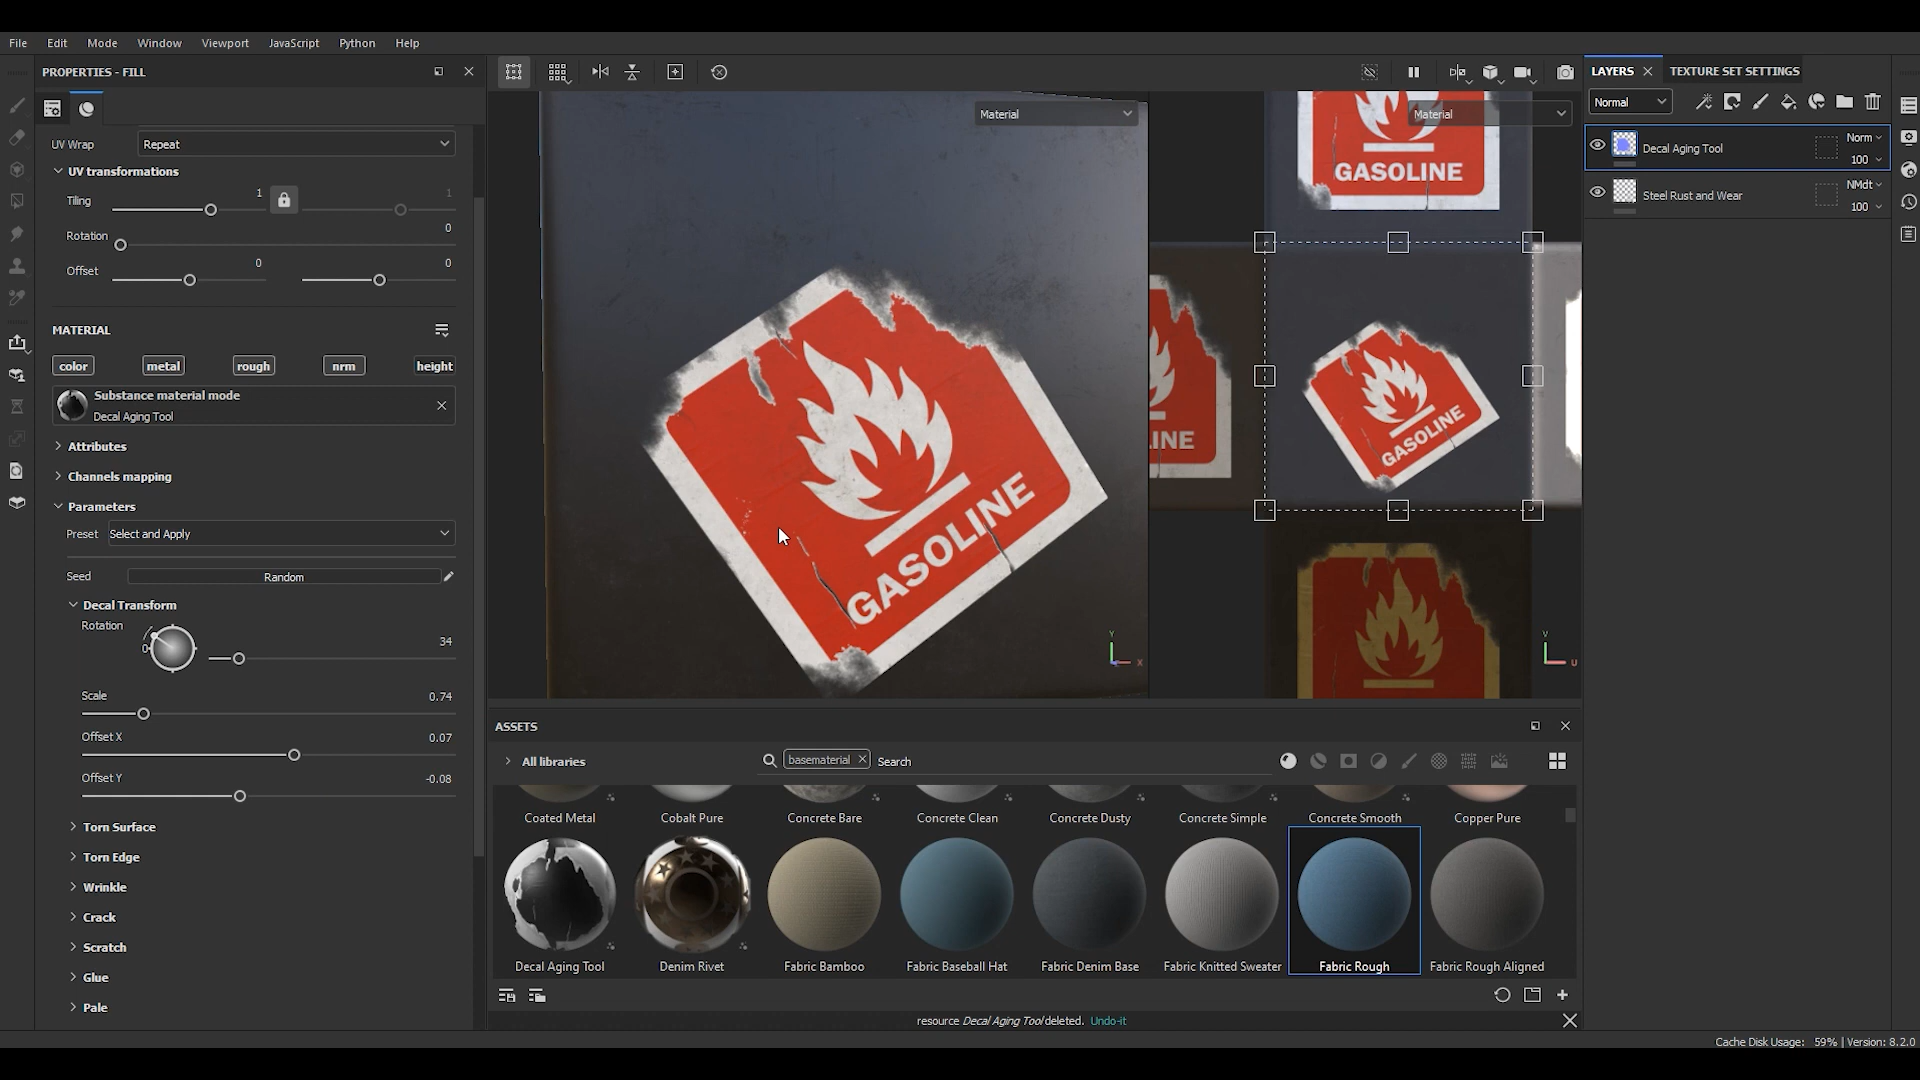 File Edit Mode Window Viewport JavaScript Python Help
PROPERTIES - FILL
UV Wrap Repeat
UV transformations
Tiling 1 1
Rotation 0
Offset 0 0
MATERIAL
color metal rough nrm height
Substance material mode
Decal Aging Tool
Attributes
Channels mapping
Parameters
Preset Select and Apply
Seed Random
Decal Transform
Rotation
0 34
Scale 0.74
Offset X 0.07
Offset Y -0.08
Torn Surface
Torn Edge
Wrinkle
Crack
Scratch
Glue
Pale
Material
GASOLINE
Y
X
Material
GASOLINE
LINE
GASOLINE
V
U
ASSETS
All libraries
basematerial Search
Coated Metal Cobalt Pure Concrete Bare Concrete Clean Concrete Dusty Concrete Simple Concrete Smooth Copper Pure
Decal Aging Tool Denim Rivet Fabric Bamboo Fabric Baseball Hat Fabric Denim Base Fabric Knitted Sweater Fabric Rough Fabric Rough Aligned
resource Decal Aging Tool deleted. Undo-it
LAYERS TEXTURE SET SETTINGS
Normal
Decal Aging Tool Norm
100
Steel Rust and Wear NMdt
100
Cache Disk Usage: 59% | Version: 8.2.0